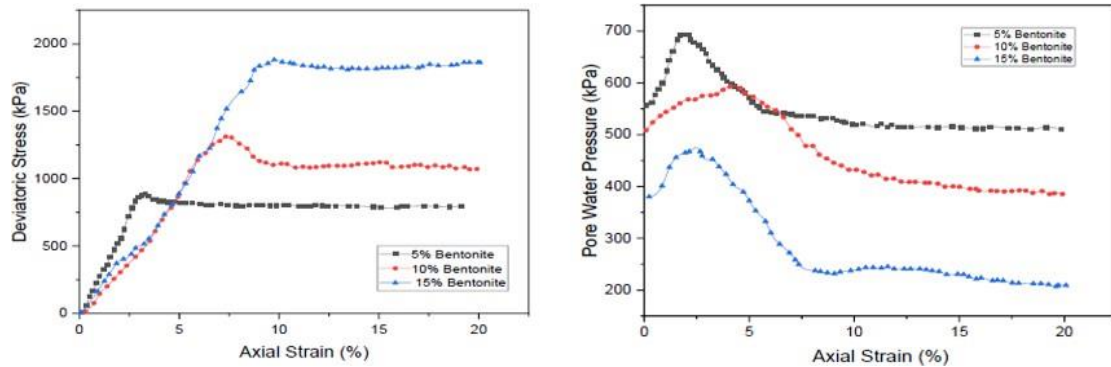 Deviatoric Stress (kPa)
2000
1500
1000
500
0
5% Bentonite
10% Bentonite
15% Bentonite
0 5 10 15 20
Axial Strain (%)
Pore Water Pressure (kPa)
700
600
500
400
300
200
5% Bentonite
10% Bentonite
15% Bentonite
0 5 10 15 20
Axial Strain (%)